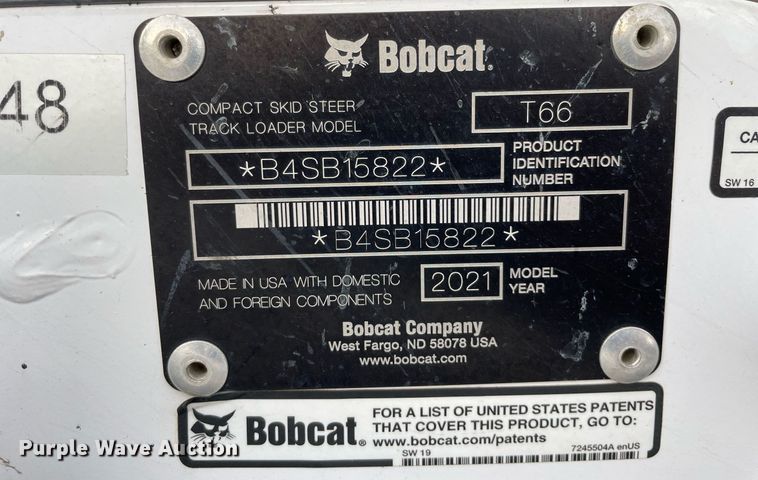 48
Bobcat.
COMPACT SKID STEER
TRACK LOADER MODEL
T66
*B4SB15822*
PRODUCT
IDENTIFICATION
NUMBER
*B4SB15822*
MADE IN USA WITH DOMESTIC
AND FOREIGN COMPONENTS
2021
MODEL
YEAR
Bobcat Company
West Fargo, ND 58078 USA
www.bobcat.com
CA
SW 16
Bobcat®
FOR A LIST OF UNITED STATES PATENTS
THAT COVER THIS PRODUCT, GO TO:
www.bobcat.com/patents
SW 19
7245504A enUS
Purple Wave Auction